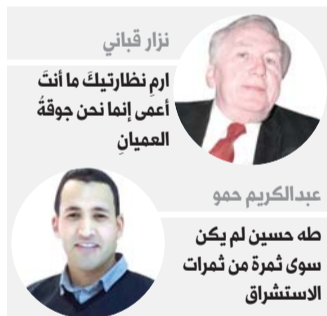 نزار قباني
ارمِ نظارتيكَ ما أنتَ
أعمى إنما نحن جوقةُ
العميانِ
عبدالكريم حمو
طه حسين لم يكن
سوى ثمرة من ثمرات
الاستشراق